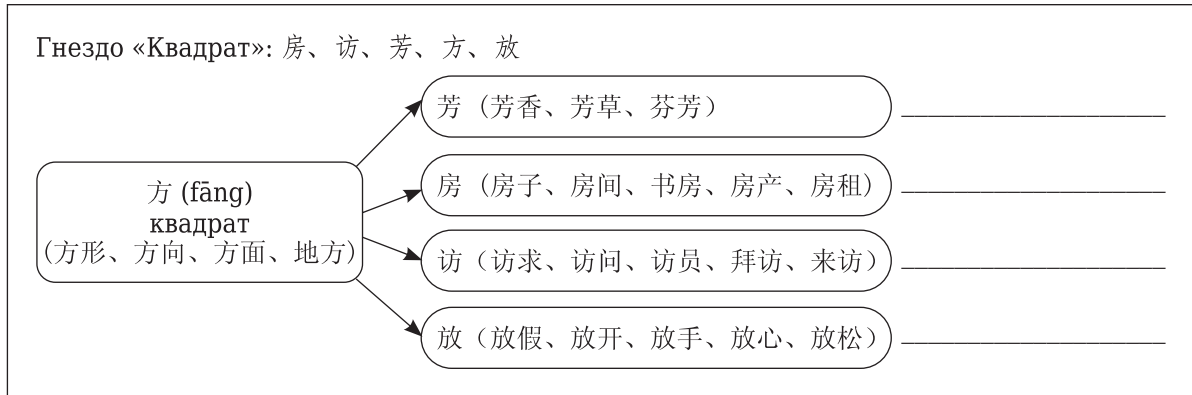 Гнездо «Квадрат»: 房、访、芳、方、放
芳（芳香、芳草、芬芳）
方 (fāng)
квадрат
(方形、方向、方面、地方)
房（房子、房间、书房、房产、房租)
访（访求、访问、访员、拜访、来访）
放（放假、放开、放手、放心、放松）